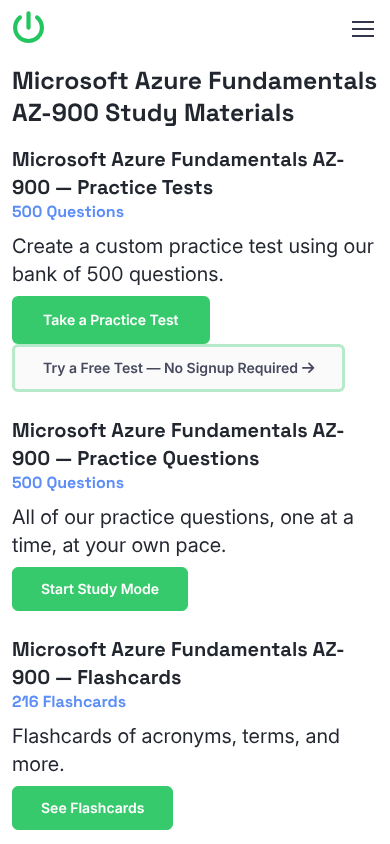 Microsoft Azure Fundamentals
AZ-900 Study Materials
Microsoft Azure Fundamentals AZ-
900 — Practice Tests
500 Questions
Create a custom practice test using our
bank of 500 questions.
Take a Practice Test
Try a Free Test — No Signup Required →
Microsoft Azure Fundamentals AZ-
900 — Practice Questions
500 Questions
All of our practice questions, one at a
time, at your own pace.
Start Study Mode
Microsoft Azure Fundamentals AZ-
900 — Flashcards
216 Flashcards
Flashcards of acronyms, terms, and
more.
See Flashcards